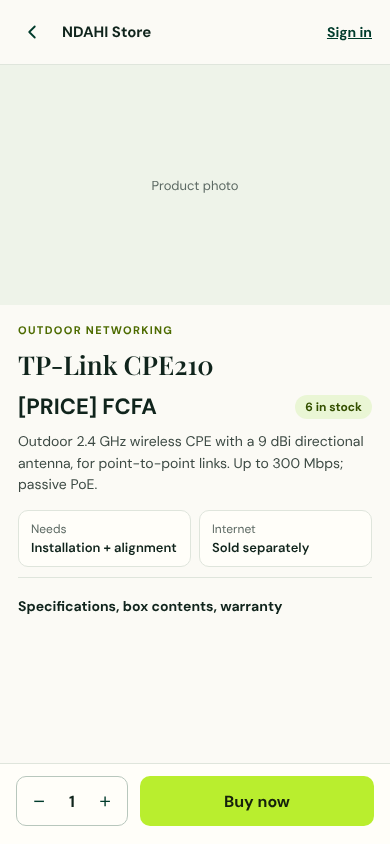 NDAHI Store
Sign in
Product photo
OUTDOOR NETWORKING
TP-Link CPE210
[PRICE] FCFA
6 in stock
Outdoor 2.4 GHz wireless CPE with a 9 dBi directional
antenna, for point-to-point links. Up to 300 Mbps;
passive PoE.
Needs
Installation + alignment
Internet
Sold separately
Specifications, box contents, warranty
− 1 +
Buy now